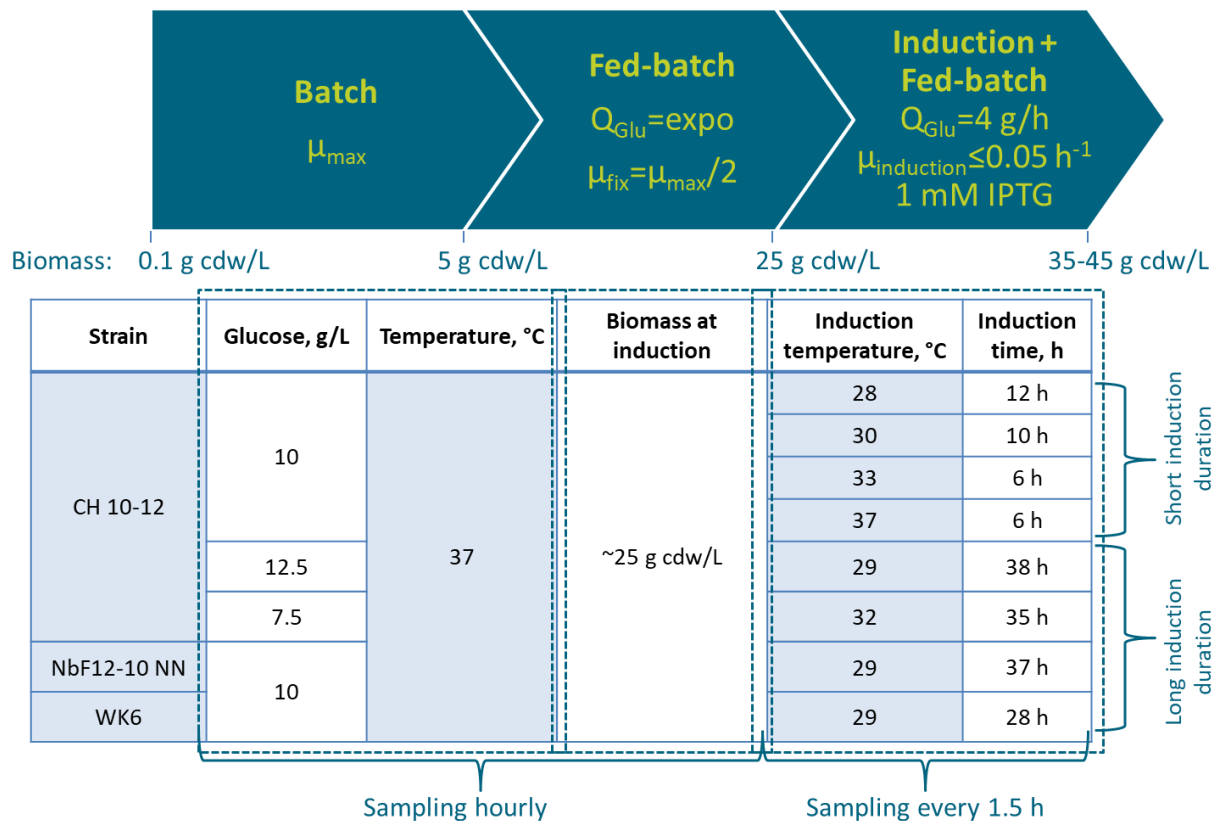 Batch
μmax
Fed-batch
QGlu=expo
μfix=μmax/2
Induction +
Fed-batch
QGlu=4 g/h
μinduction≤0.05 h-1
1 mM IPTG
Biomass: 0.1 g cdw/L 5 g cdw/L 25 g cdw/L 35-45 g cdw/L
Strain
Glucose, g/L
Temperature, °C
Biomass at
induction
Induction
temperature, °C
Induction
time, h
CH 10-12
10
12.5
7.5
NbF12-10 NN
WK6
10
37
~25 g cdw/L
28 12 h
30 10 h
33 6 h
37 6 h
29 38 h
32 35 h
29 37 h
29 28 h
Short induction
duration
Long induction
duration
Sampling hourly
Sampling every 1.5 h